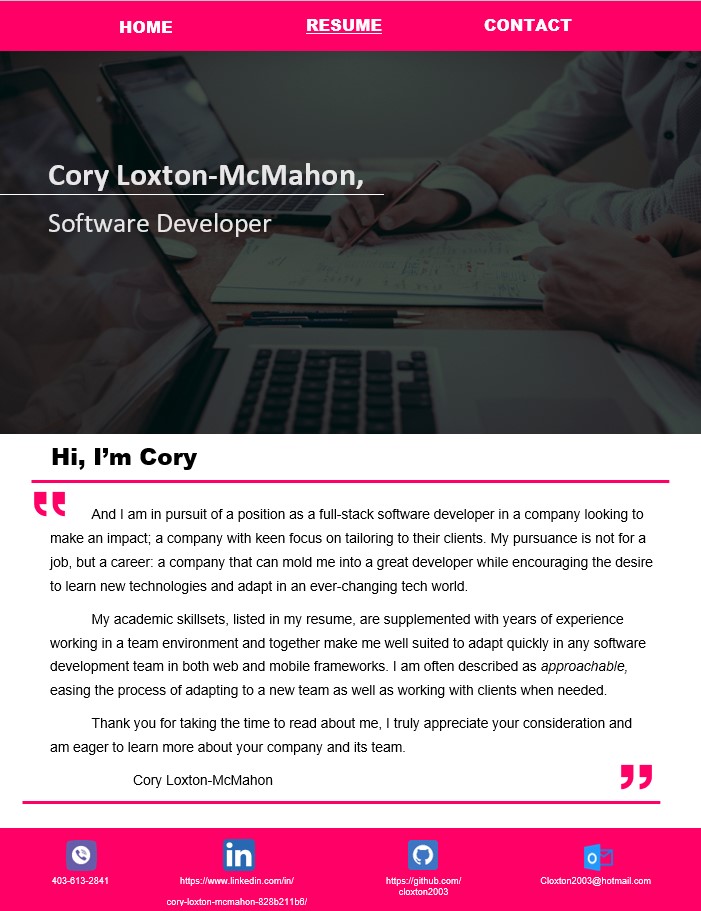 HOME RESUME CONTACT
Cory Loxton-McMahon,
Software Developer
Hi, I'm Cory
And I am in pursuit of a position as a full-stack software developer in a company looking to
make an impact; a company with keen focus on tailoring to their clients. My pursuance is not for a
job, but a career: a company that can mold me into a great developer while encouraging the desire
to learn new technologies and adapt in an ever-changing tech world.
My academic skillsets, listed in my resume, are supplemented with years of experience
working in a team environment and together make me well suited to adapt quickly in any software
development team in both web and mobile frameworks. I am often described as approachable,
easing the process of adapting to a new team as well as working with clients when needed.
Thank you for taking the time to read about me, I truly appreciate your consideration and
am eager to learn more about your company and its team.
Cory Loxton-McMahon
403-613-2841
https://www.linkedin.com/in/
cory-loxton-mcmahon-828b211b6/
https://github.com/
cloxton2003
Cloxton2003@hotmail.com